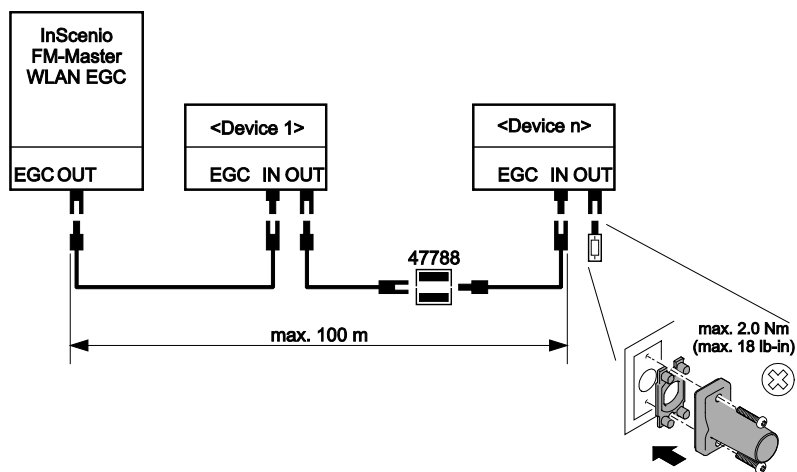 InScenio
FM-Master
WLAN EGC
EGC OUT
<Device 1>
EGC IN OUT
<Device n>
EGC IN OUT
47788
max. 100 m
max. 2.0 Nm
(max. 18 lb-in)